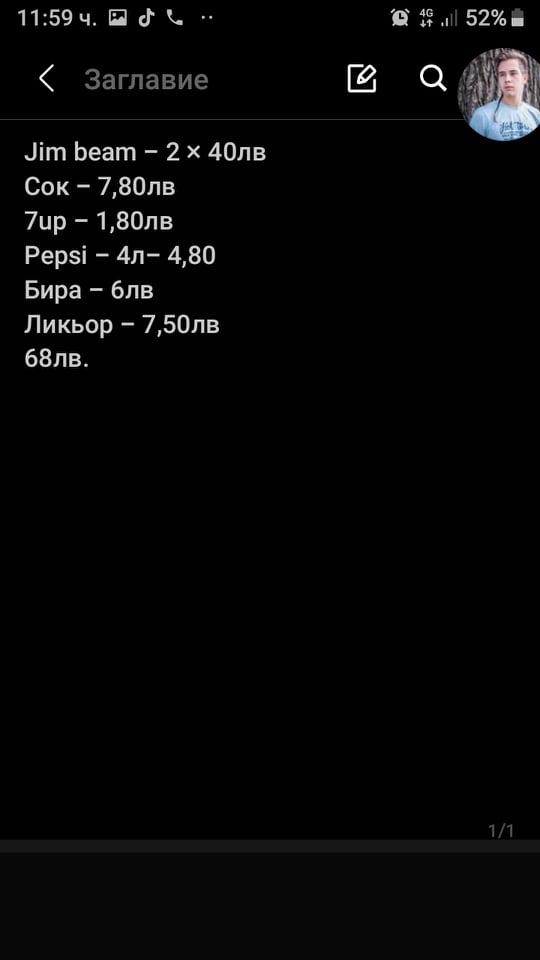 11:59 ч.
4G
52%
Заглавие
Jim beam – 2 × 40лв
Сок – 7,80лв
7up – 1,80лв
Pepsi – 4л– 4,80
Бира – 6лв
Ликьор – 7,50лв
68лв.
1/1